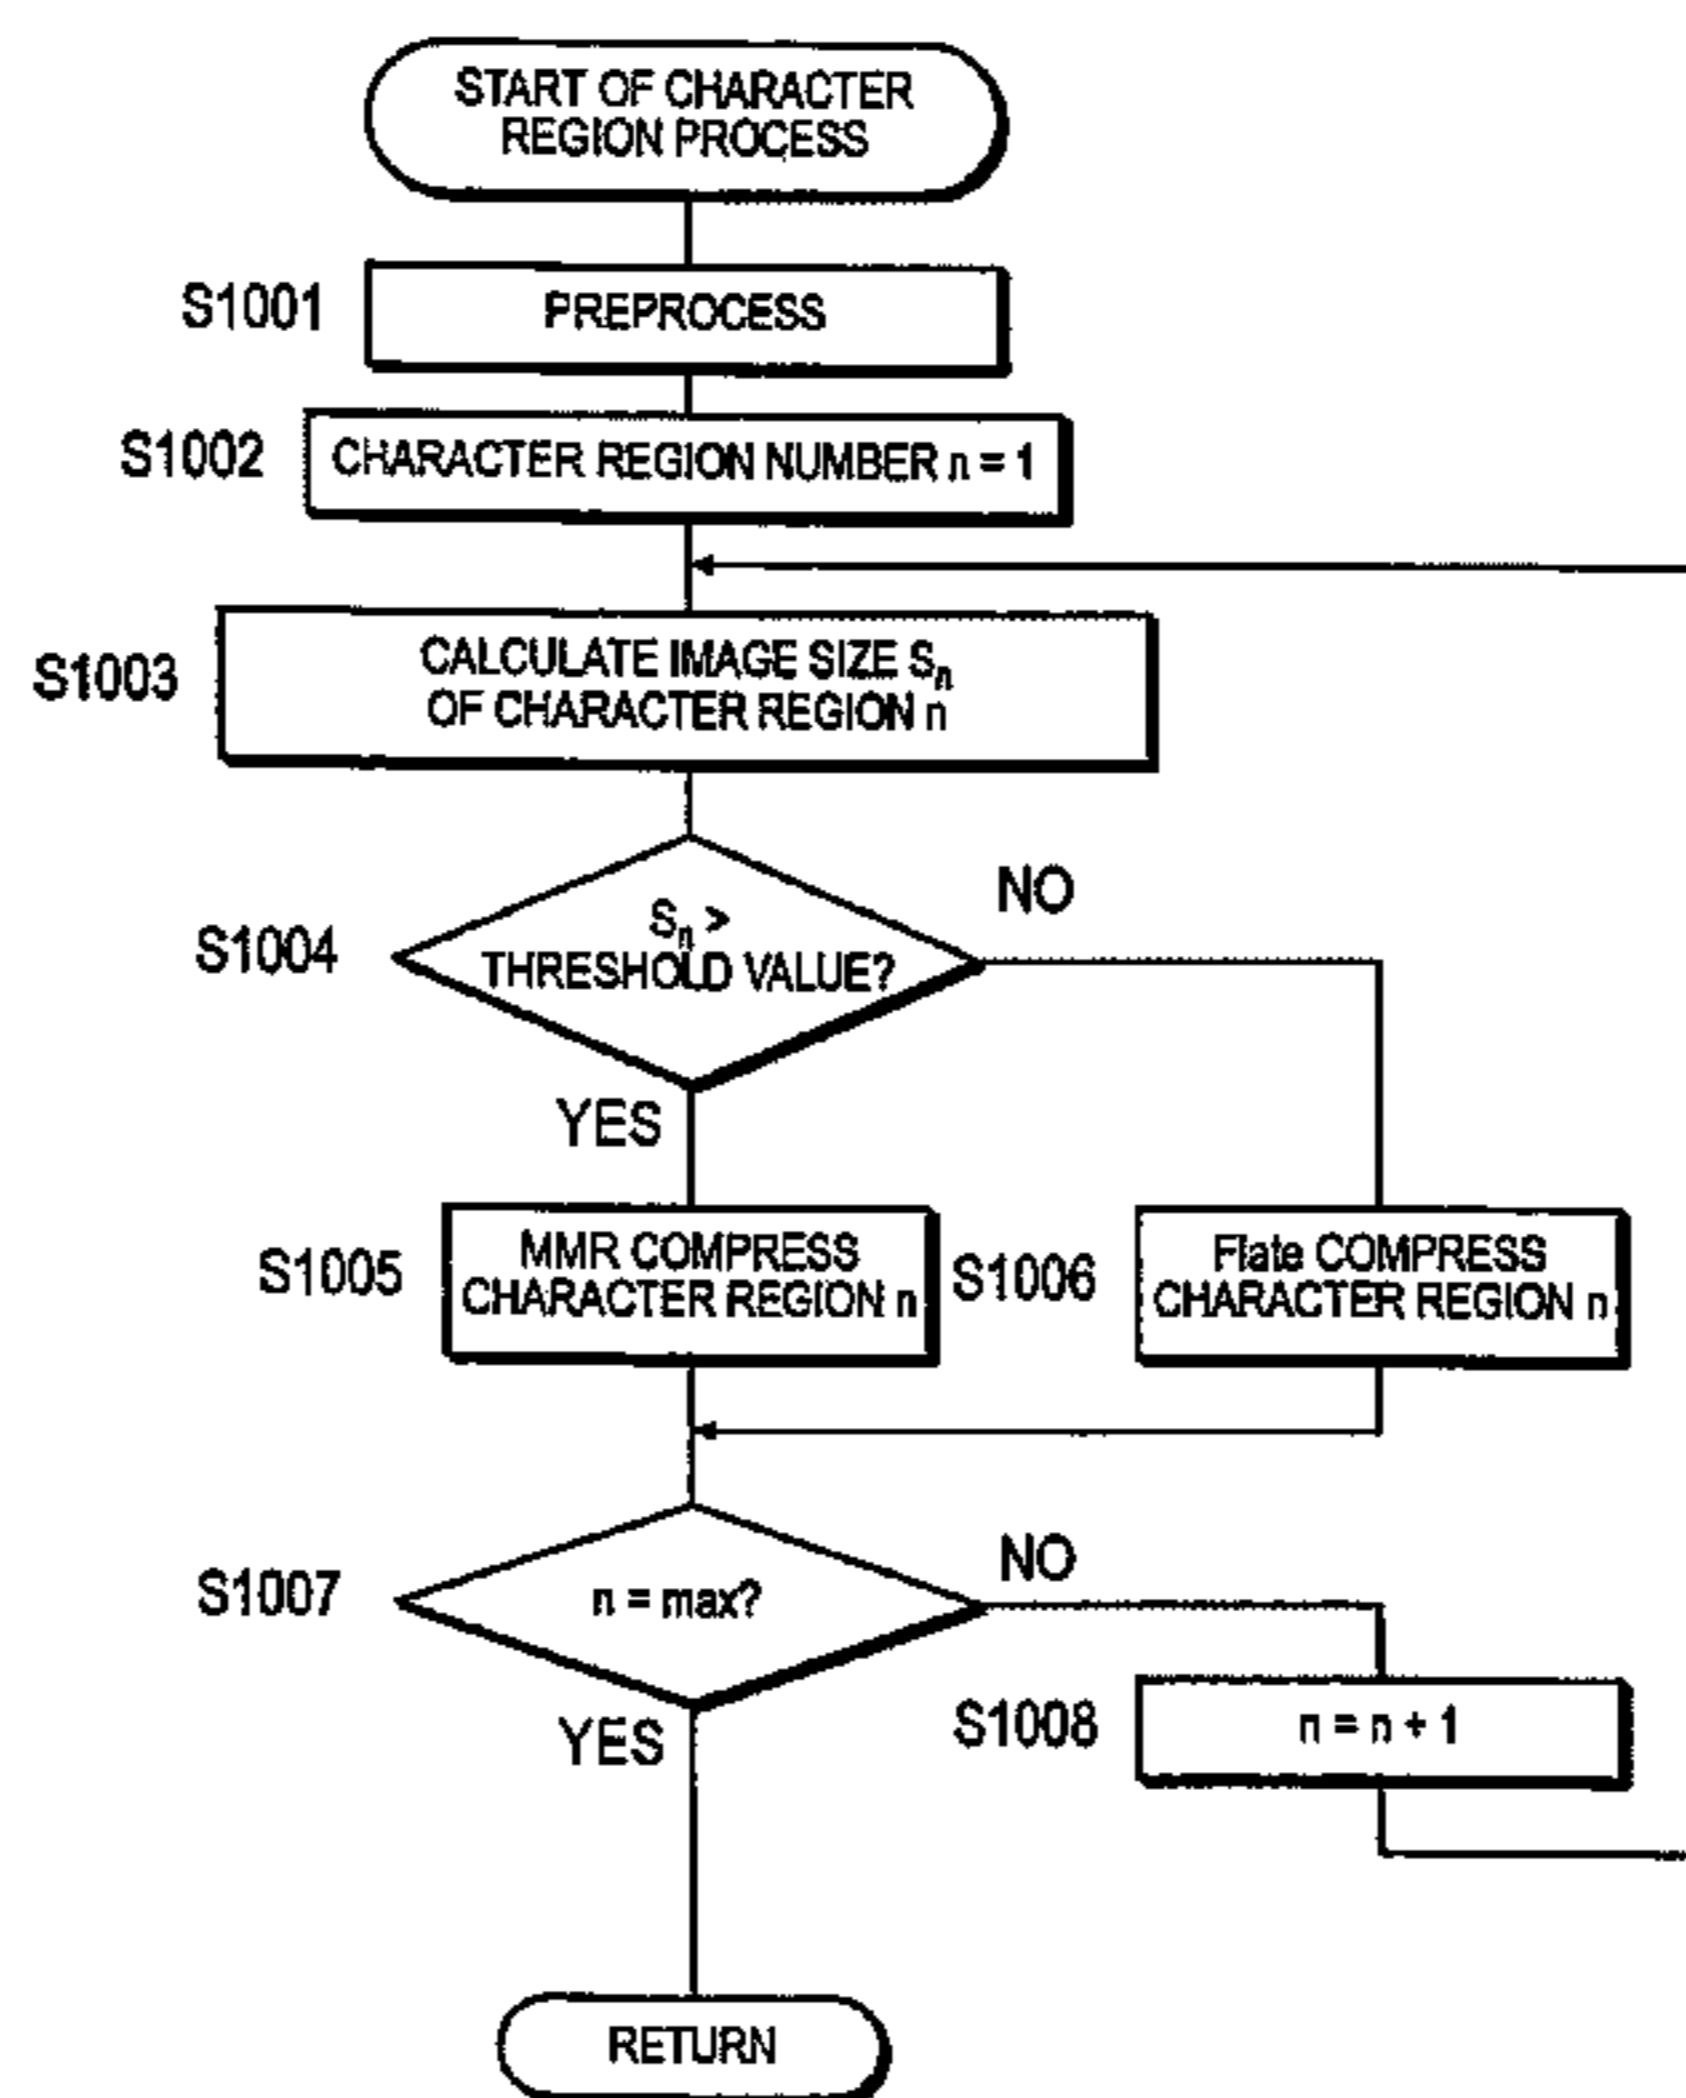 START OF CHARACTER
REGION PROCESS
S1001
PREPROCESS
S1002
CHARACTER REGION NUMBER n = 1
S1003
CALCULATE IMAGE SIZE Sn
OF CHARACTER REGION n
S1004
Sn >
THRESHOLD VALUE?
NO
YES
S1005
MMR COMPRESS
CHARACTER REGION n
S1006
Flate COMPRESS
CHARACTER REGION n
S1007
n = max?
NO
YES
S1008
n = n + 1
RETURN